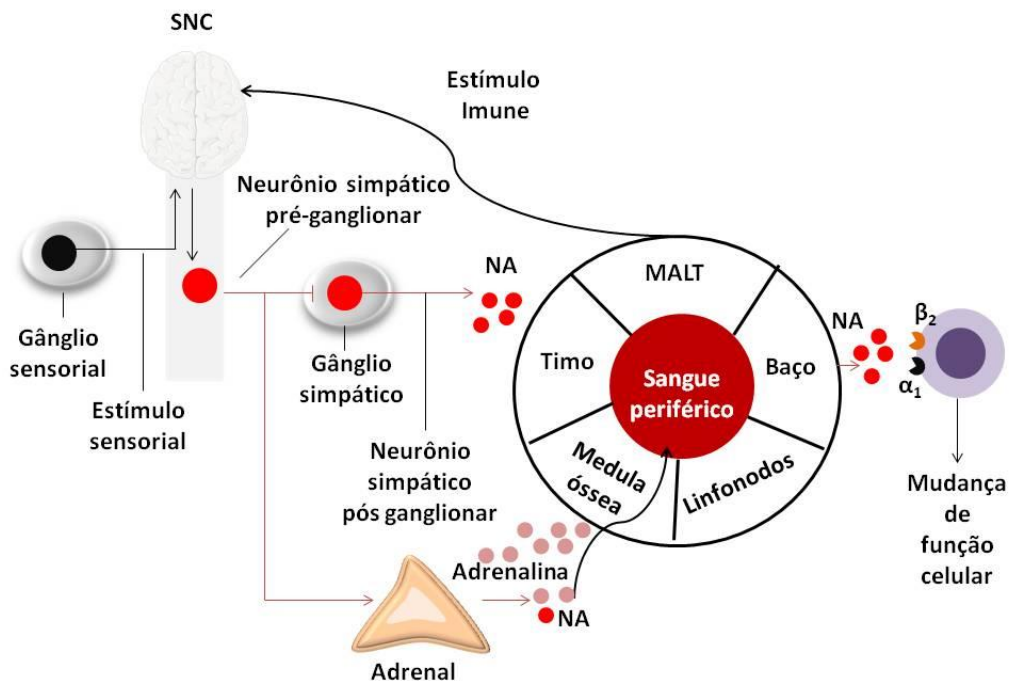 SNC
Estímulo
Imune
Neurônio simpático
pré-ganglionar
NA
MALT
NA
β2
α1
Gânglio
sensorial
Gânglio
simpático
Timo
Sangue
periférico
Baço
Estímulo
sensorial
Neurônio
simpático
pós ganglionar
Medula
óssea
Linfonodos
Mudança
de
função
celular
Adrenalina
NA
Adrenal